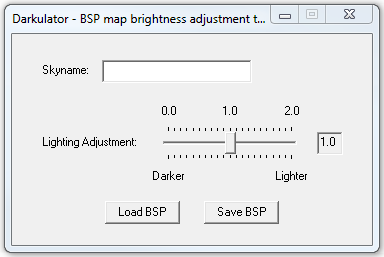 Darkulator - BSP map brightness adjustment t...
Skyname:
0.0 1.0 2.0
Lighting Adjustment: 1.0
Darker Lighter
Load BSP Save BSP